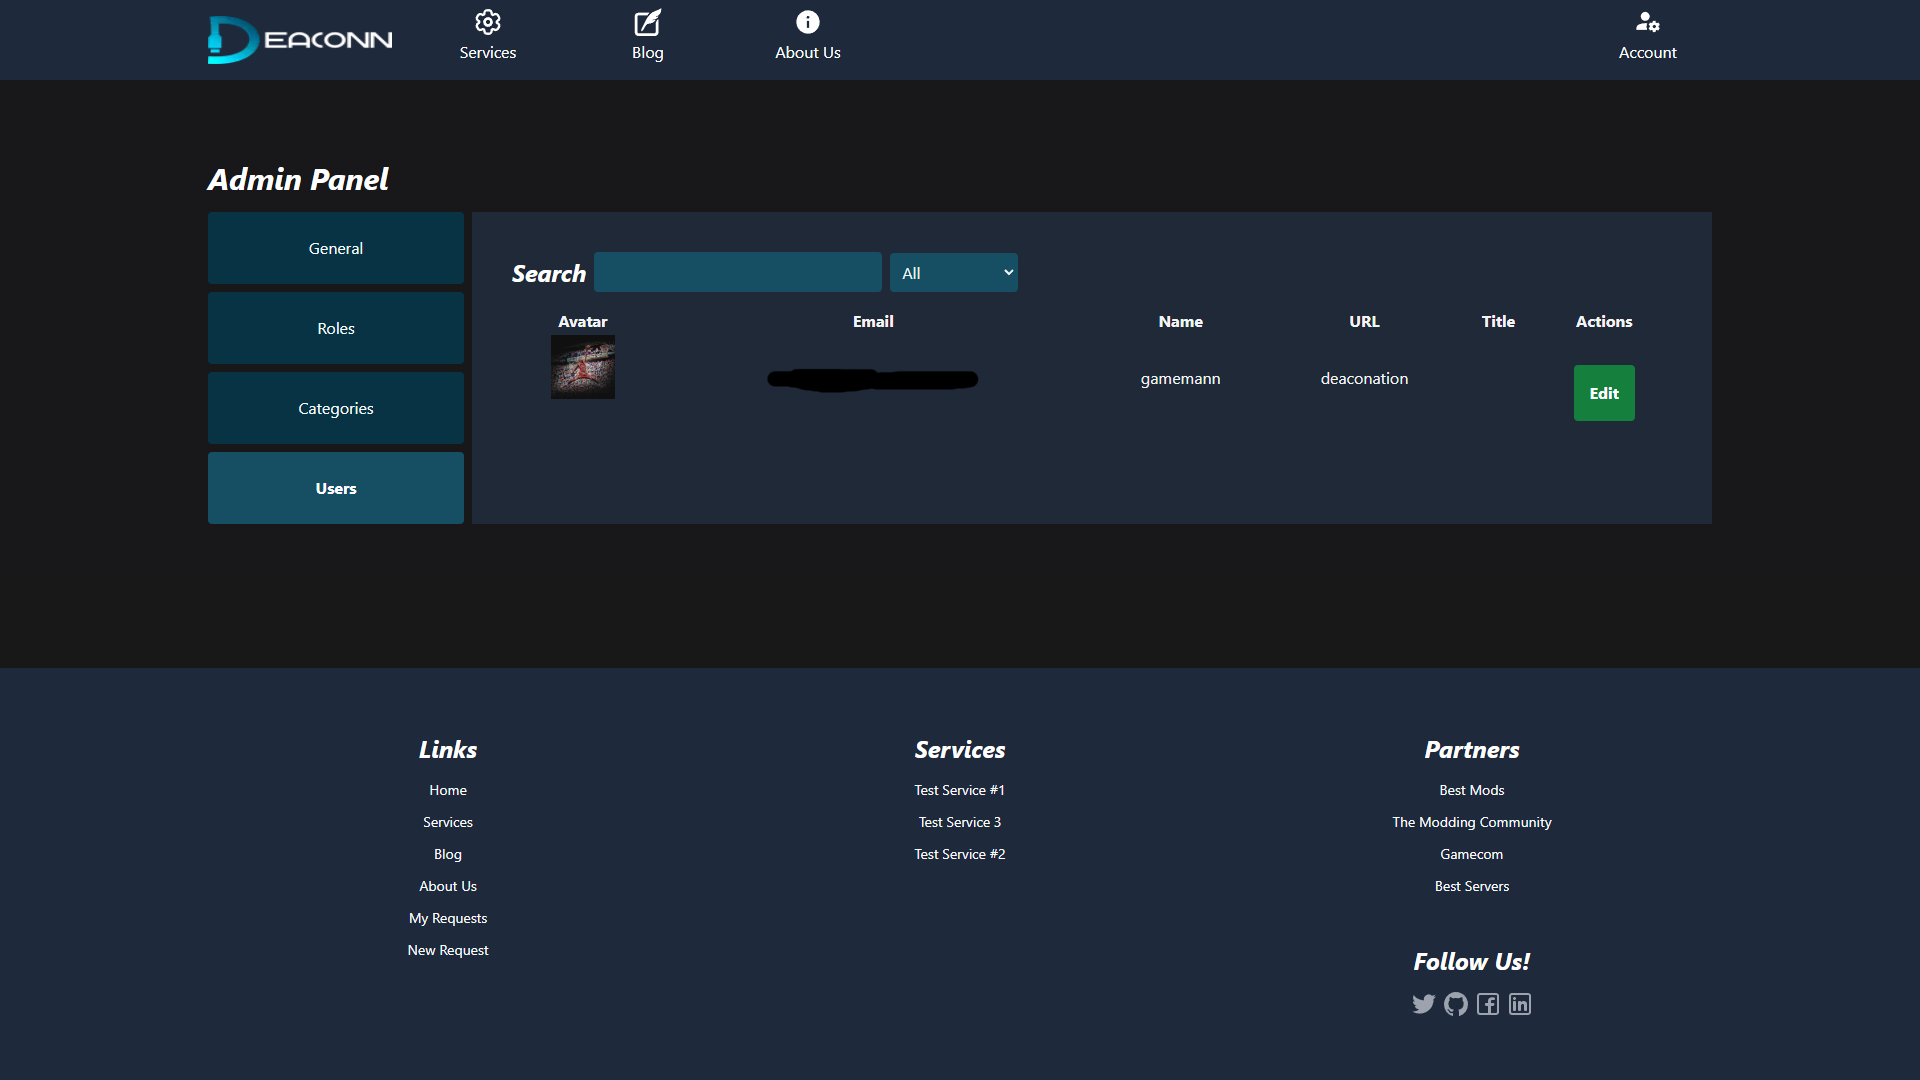 DEACONN
Services
Blog
About Us
Account
Admin Panel
General
Roles
Categories
Users
Search
All
Avatar Email Name URL Title Actions
gamemann deaconation Edit
Links
Home
Services
Blog
About Us
My Requests
New Request
Services
Test Service #1
Test Service 3
Test Service #2
Partners
Best Mods
The Modding Community
Gamecom
Best Servers
Follow Us!